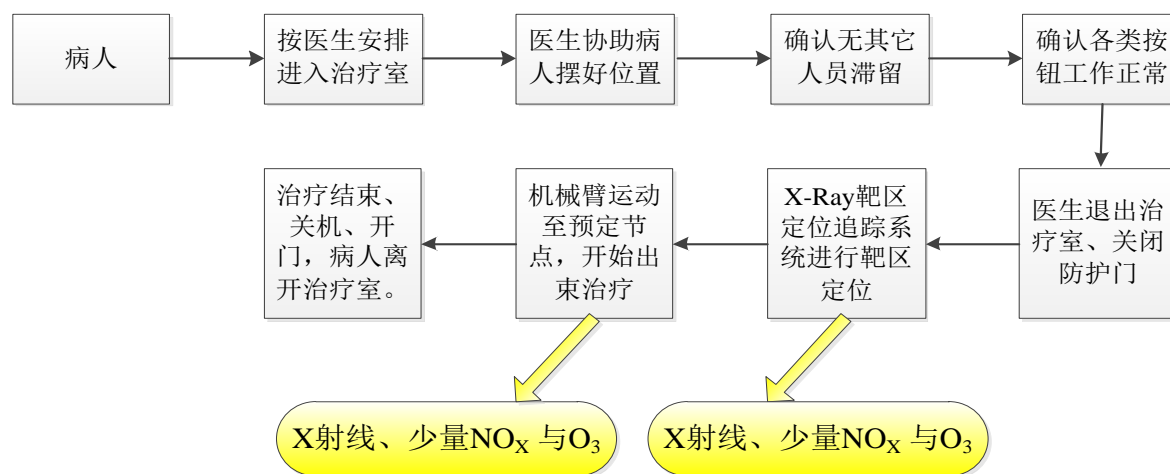 病人
按医生安排
进入治疗室
医生协助病
人摆好位置
确认无其它
人员滞留
确认各类按
钮工作正常
医生退出治
疗室、关闭
防护门
X-Ray靶区
定位追踪系
统进行靶区
定位
机械臂运动
至预定节
点，开始出
束治疗
治疗结束、
关机、开
门，病人离
开治疗室。
X射线、少量NOX 与O3
X射线、少量NOX 与O3